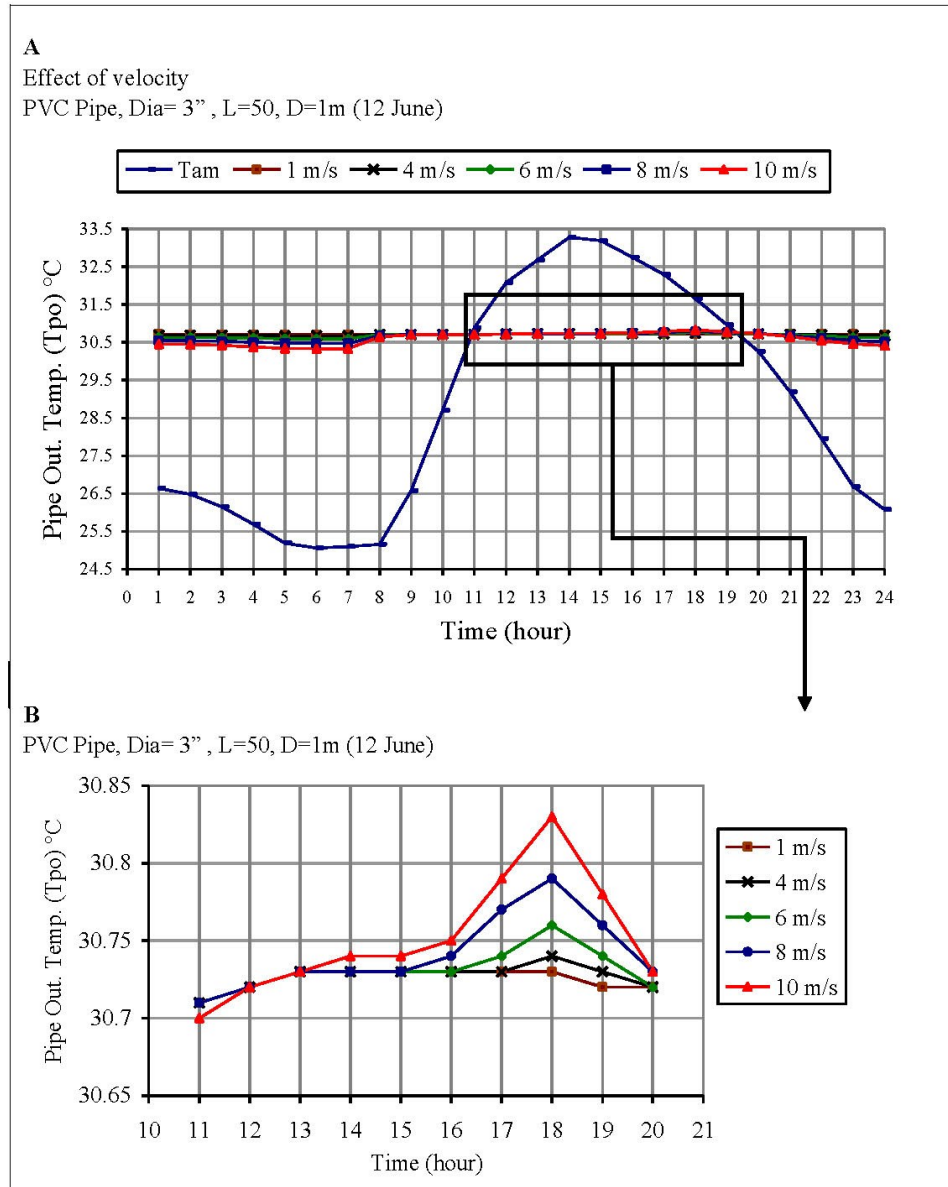 A
Effect of velocity
PVC Pipe, Dia= 3” , L=50, D=1m (12 June)
Tam 1 m/s 4 m/s 6 m/s 8 m/s 10 m/s
Pipe Out. Temp. (Tpo) °C
33.5
32.5
31.5
30.5
29.5
28.5
27.5
26.5
25.5
24.5
0 1 2 3 4 5 6 7 8 9 10 11 12 13 14 15 16 17 18 19 20 21 22 23 24
Time (hour)
B
PVC Pipe, Dia= 3” , L=50, D=1m (12 June)
Pipe Out. Temp. (Tpo) °C
30.85
30.8
30.75
30.7
30.65
10 11 12 13 14 15 16 17 18 19 20 21
Time (hour)
1 m/s
4 m/s
6 m/s
8 m/s
10 m/s